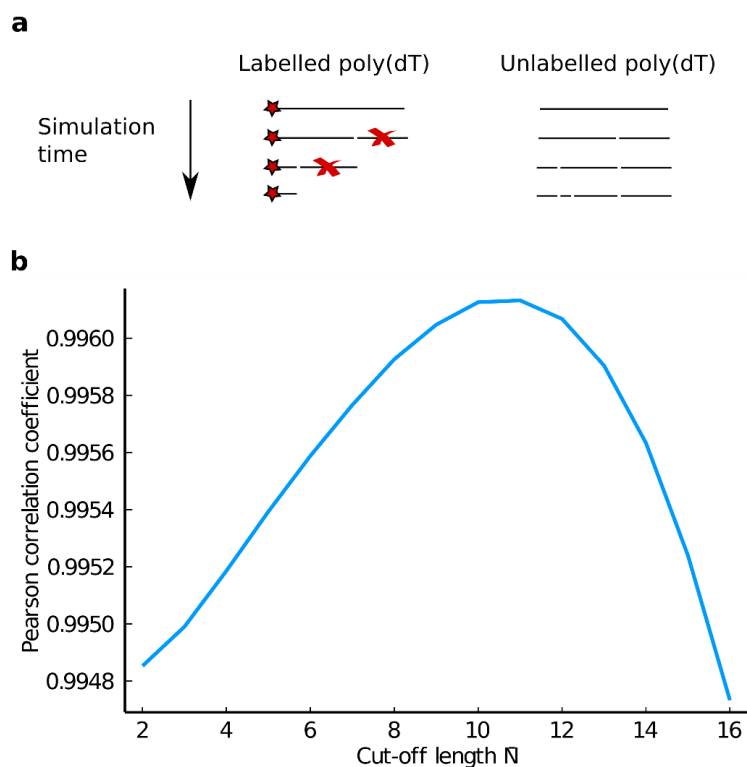 a
Labelled poly(dT)
Unlabelled poly(dT)
Simulation
time
b
Pearson correlation coefficient
0.9960
0.9958
0.9956
0.9954
0.9952
0.9950
0.9948
2 4 6 8 10 12 14 16
Cut-off length Ñ